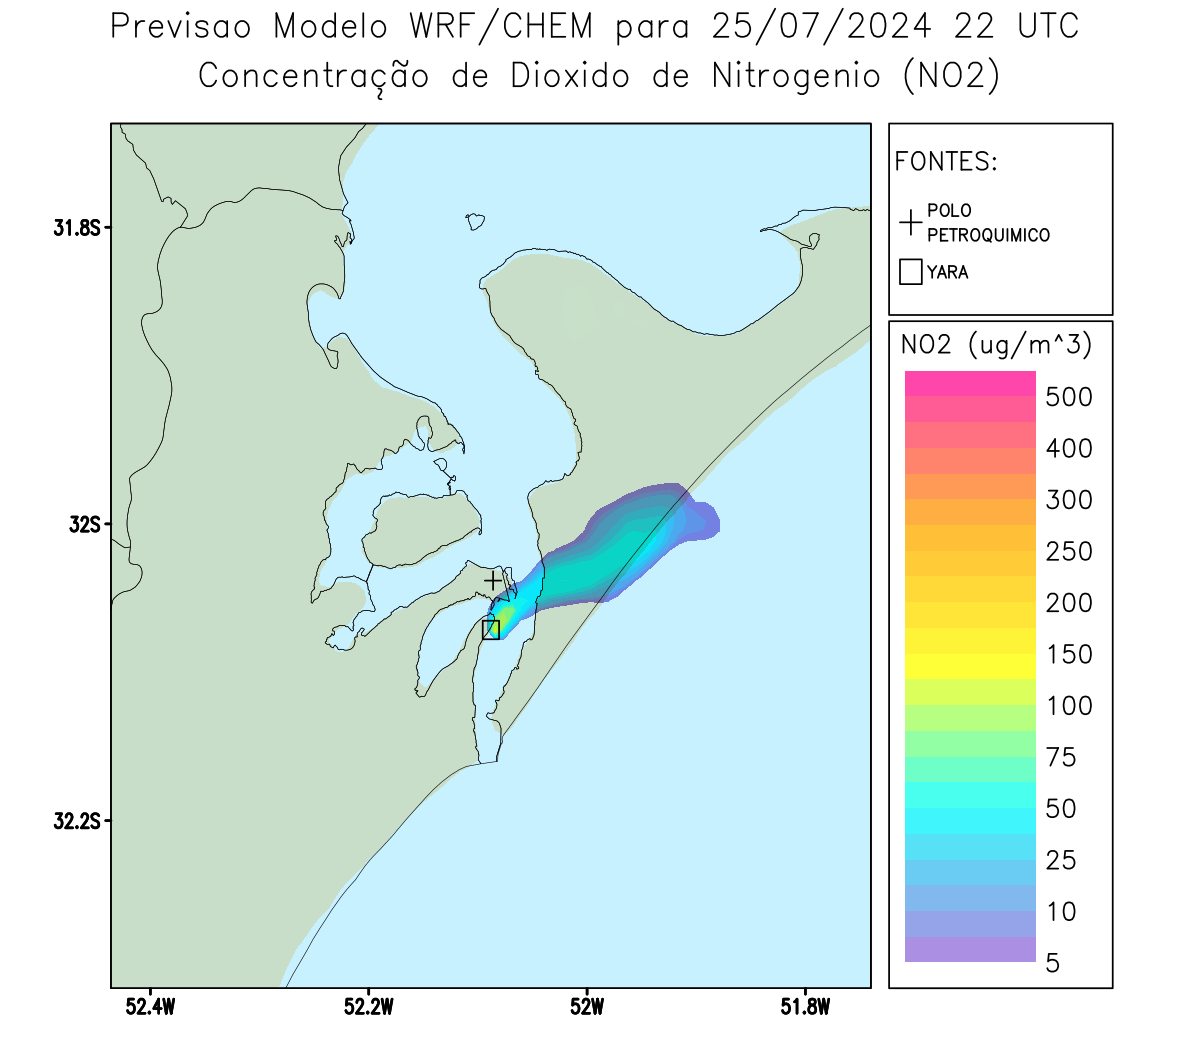 Previsao Modelo WRF/CHEM para 25/07/2024 22 UTC
Concentração de Dioxido de Nitrogenio (NO2)
FONTES:
POLO
PETROQUIMICO
YARA
31.8S
32S
32.2S
52.4W
52.2W
52W
51.8W
NO2 (ug/m^3)
500
400
300
250
200
150
100
75
50
25
10
5